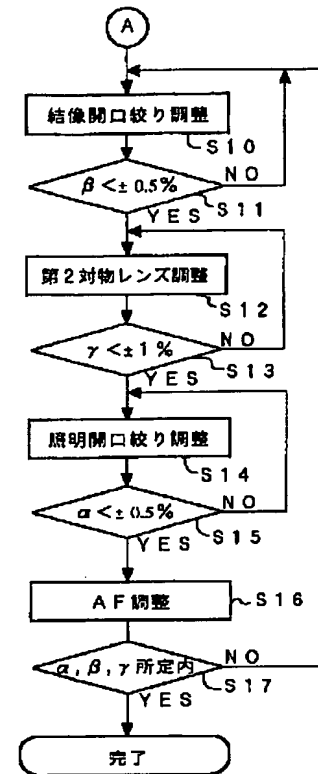 A
結像開口絞り調整
S10
β<±0.5%
NO
YES
S11
第2対物レンズ調整
S12
γ<±1%
NO
YES
S13
照明開口絞り調整
S14
α<±0.5%
NO
YES
S15
AF調整
S16
α, β, γ所定内
NO
YES
S17
完了